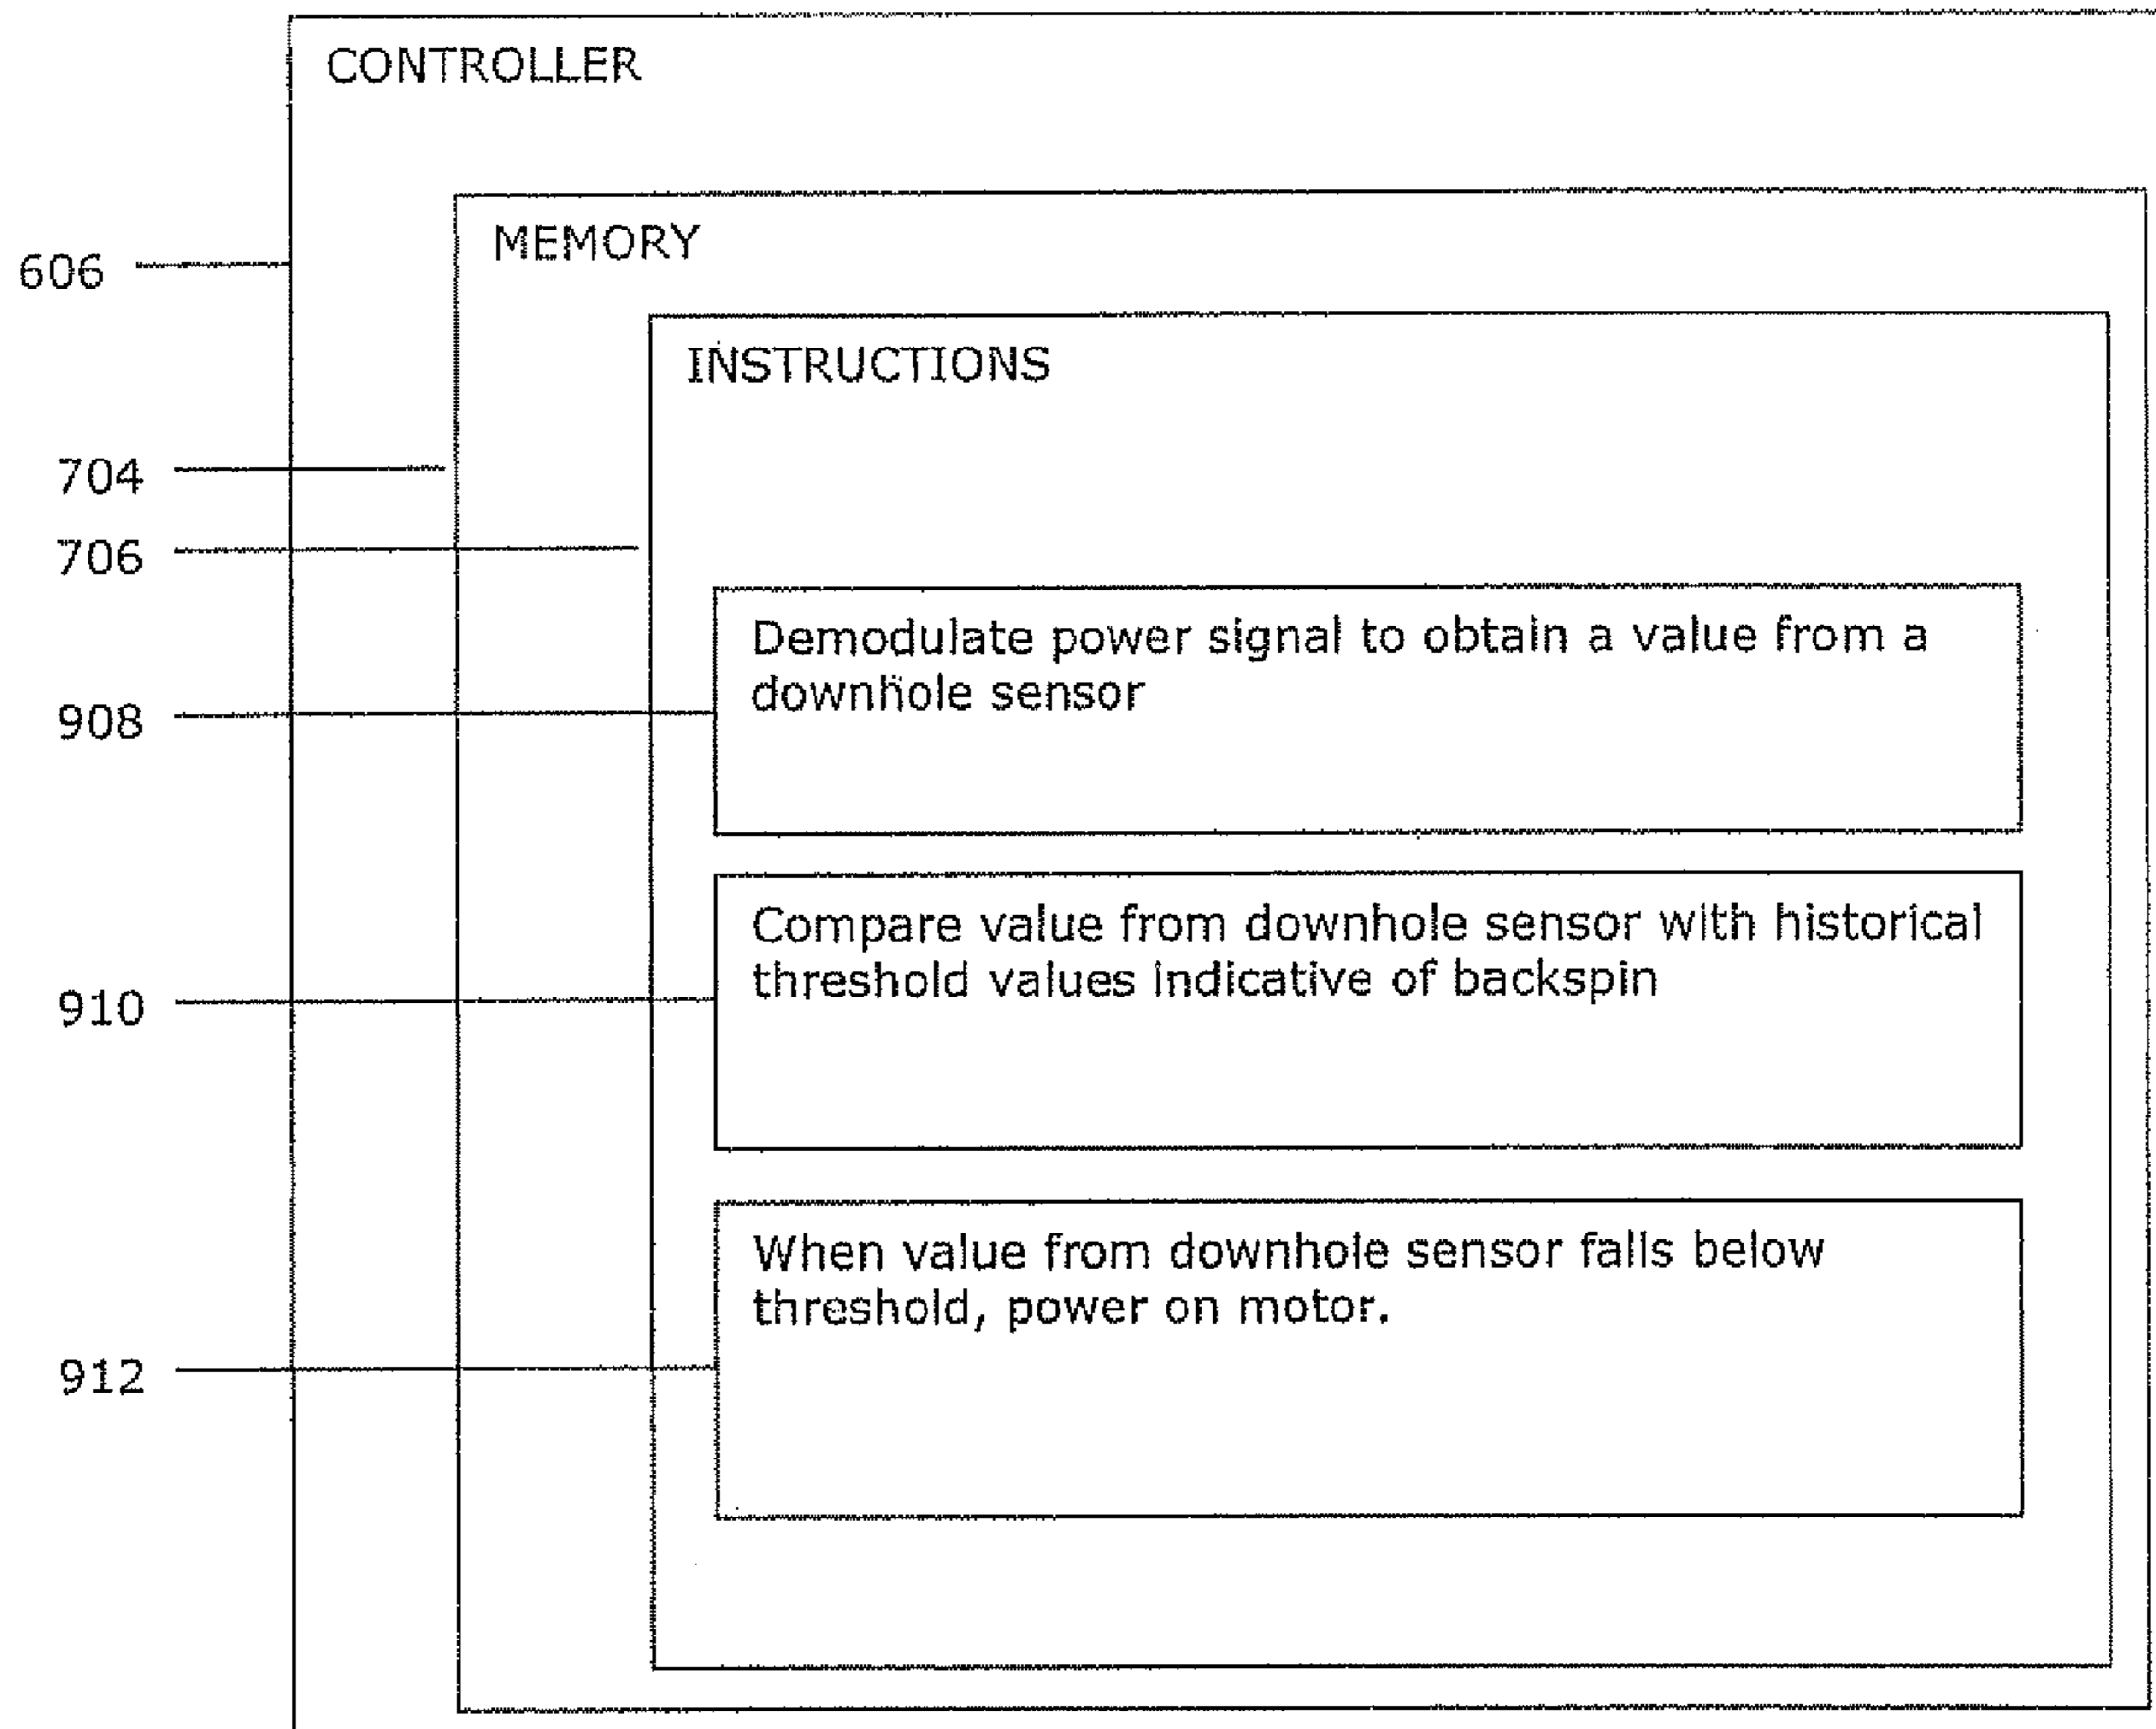 CONTROLLER
MEMORY
606
INSTRUCTIONS
704
706
Demodulate power signal to obtain a value from a
downhole sensor
908
Compare value from downhole sensor with historical
threshold values indicative of backspin
910
When value from downhole sensor falls below
threshold, power on motor.
912